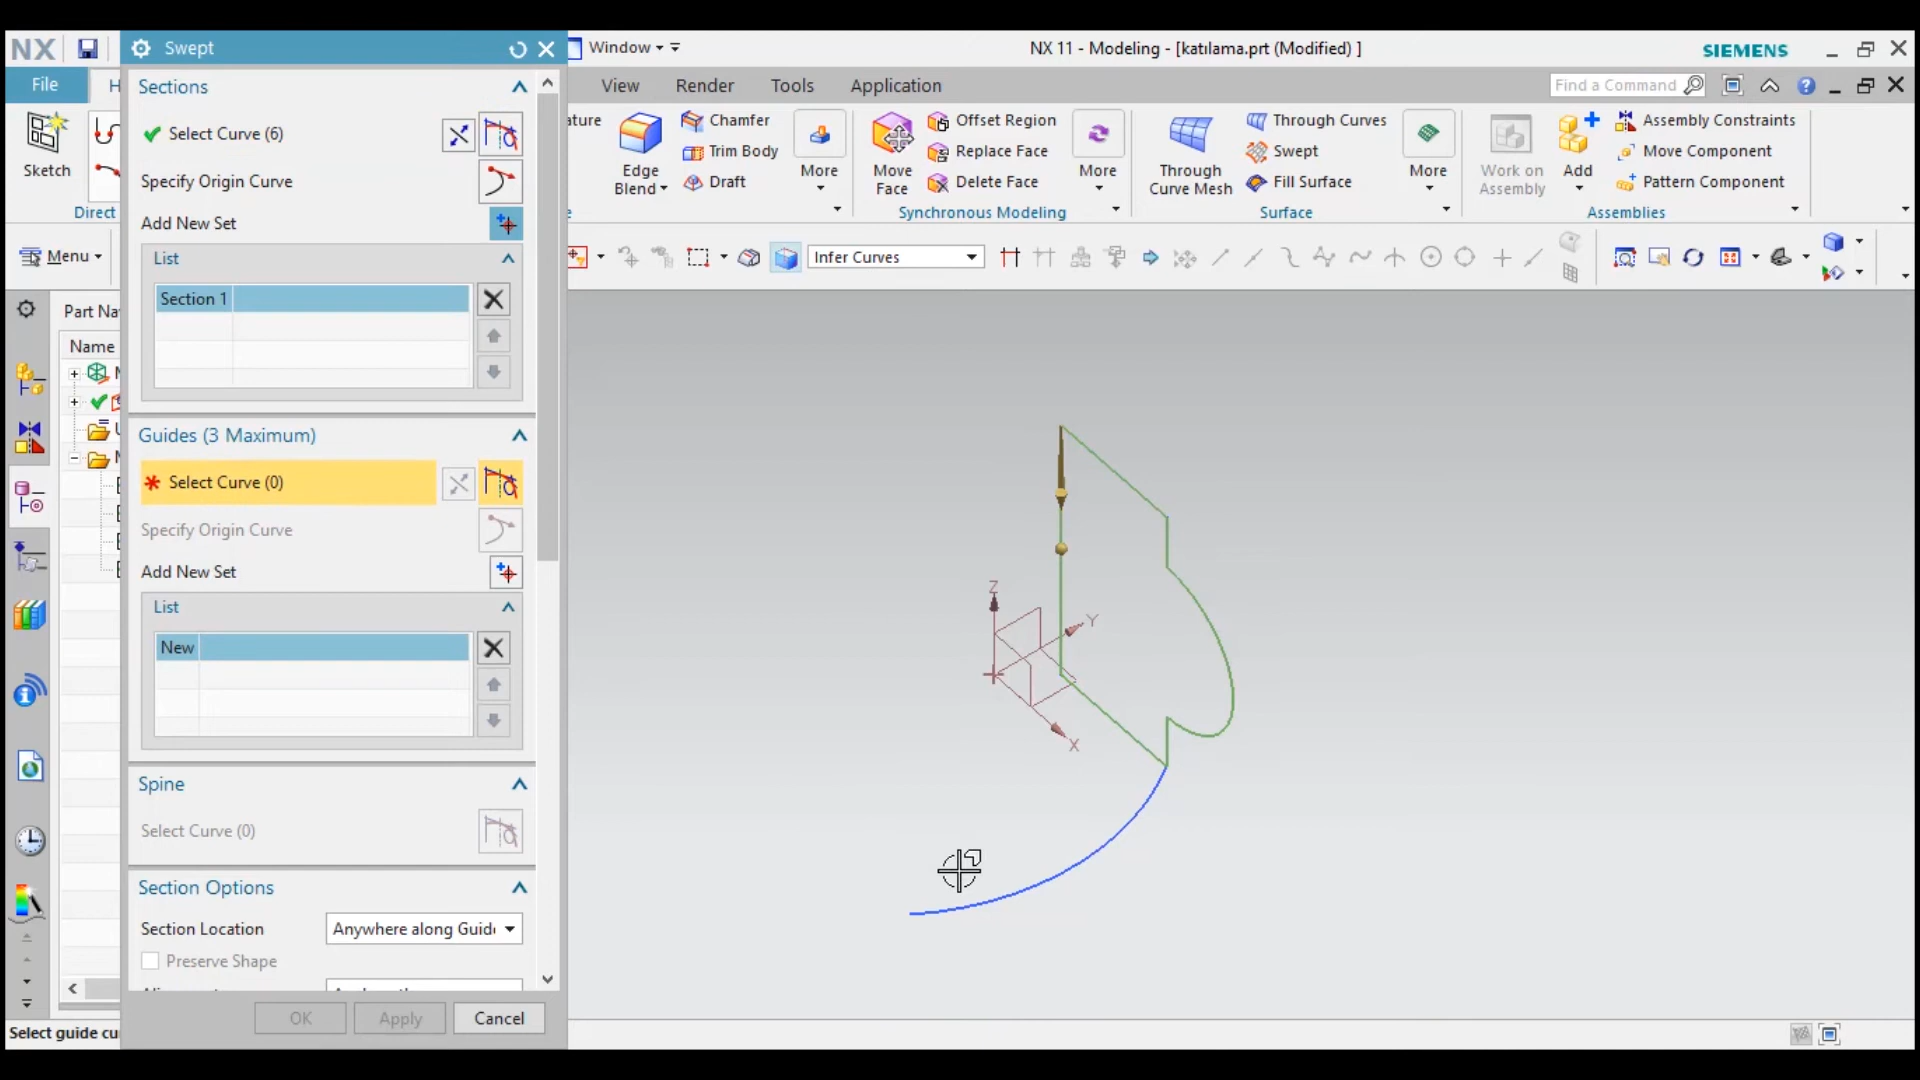 NX
Swept
Window
NX 11 - Modeling - [katılama.prt (Modified) ]
SIEMENS
File
View
Render
Tools
Application
Find a Command
Sections
Select Curve (6)
Specify Origin Curve
Add New Set
List
Section 1
Guides (3 Maximum)
Select Curve (0)
Specify Origin Curve
Add New Set
List
New
Spine
Select Curve (0)
Section Options
Section Location
Anywhere along Guid
Preserve Shape
OK
Apply
Cancel
Sketch
Direct
Menu
Part Na
Name
Select guide cu
ature
Edge
Blend
Chamfer
Trim Body
Draft
More
Move
Face
Offset Region
Replace Face
Delete Face
More
Synchronous Modeling
Through
Curve Mesh
Through Curves
Swept
Fill Surface
More
Surface
Work on
Assembly
Add
Assembly Constraints
Move Component
Pattern Component
Assemblies
Infer Curves
Z
Y
X